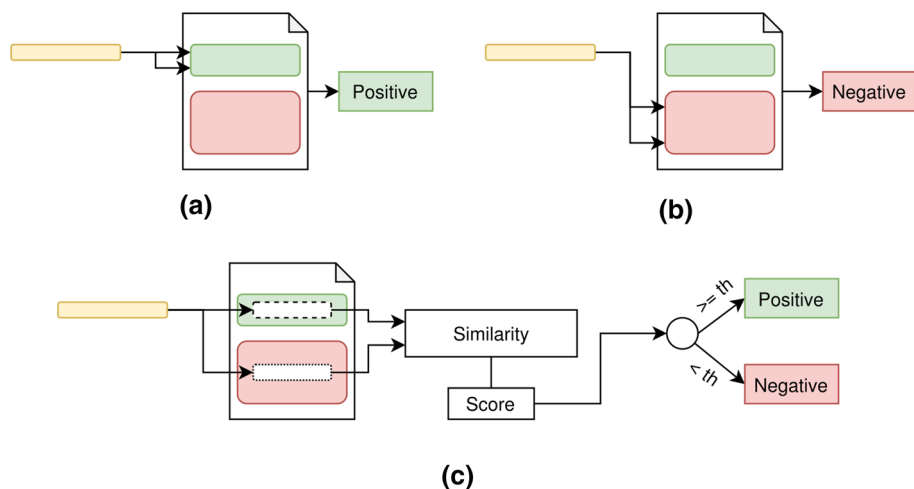 Positive
Negative
(a)
(b)
Similarity
Score
>= th
< th
Positive
Negative
(c)